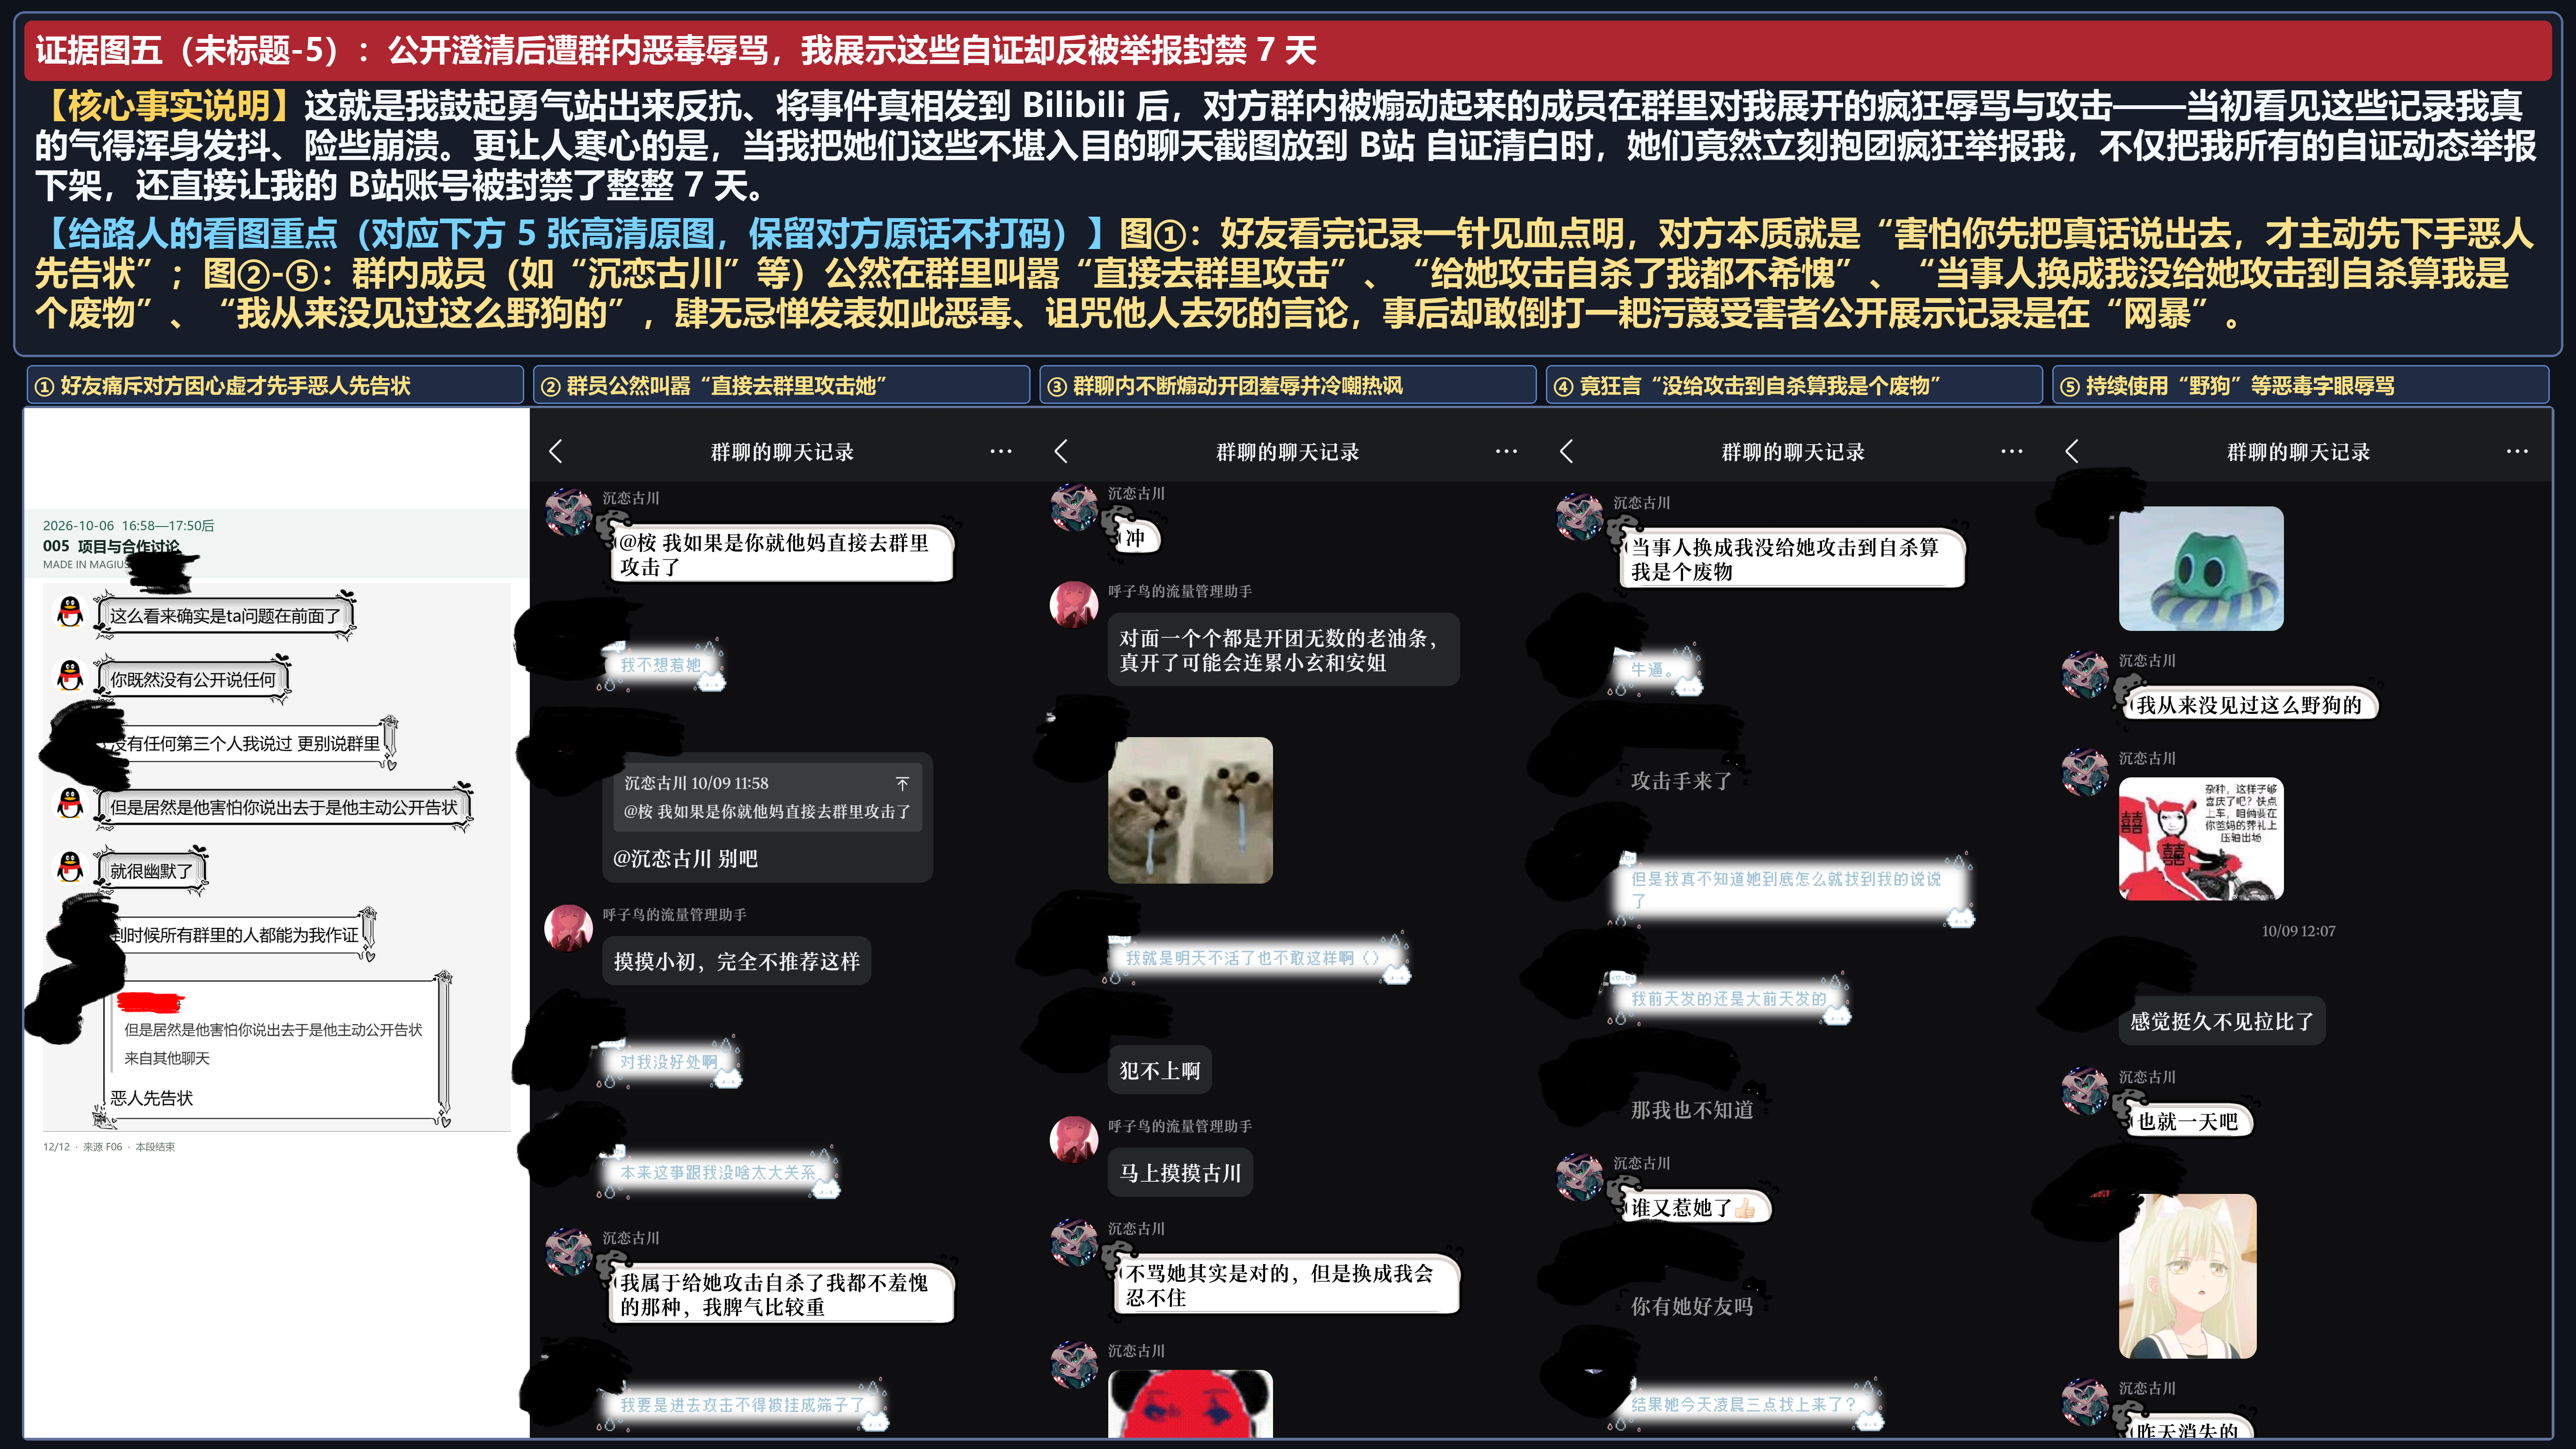 证据图五（未标题-5）：公开澄清后遭群内恶毒辱骂，我展示这些自证却反被举报封禁 7 天
【核心事实说明】这就是我鼓起勇气站出来反抗、将事件真相发到 Bilibili 后，对方群内被煽动起来的成员在群里对我展开的疯狂辱骂与攻击——当初看见这些记录我真
的气得浑身发抖、险些崩溃。更让人寒心的是，当我把她们这些不堪入目的聊天截图放到 B站 自证清白时，她们竟然立刻抱团疯狂举报我，不仅把我所有的自证动态举报
下架，还直接让我的 B站账号被封禁了整整 7 天。
【给路人的看图重点（对应下方 5 张高清原图，保留对方原话不打码）】图①：好友看完记录一针见血点明，对方本质就是“害怕你先把真话说出去，才主动先下手恶人
先告状”；图②-⑤：群内成员（如“沉恋古川”等）公然在群里叫嚣“直接去群里攻击”、“给她攻击自杀了我都不希愧”、“当事人换成我没给她攻击到自杀算我是
个废物”、“我从来没见过这么野狗的”，肆无忌惮发表如此恶毒、诅咒他人去死的言论，事后却敢倒打一耙污蔑受害者公开展示记录是在“网暴”。
① 好友痛斥对方因心虚才先手恶人先告状
② 群员公然叫嚣“直接去群里攻击她”
③ 群聊内不断煽动开团羞辱并冷嘲热讽
④ 竟狂言“没给攻击到自杀算我是个废物”
⑤ 持续使用“野狗”等恶毒字眼辱骂
2026-10-06 16:58—17:50后
005 项目与合作讨论
MADE IN MAGIUS
这么看来确实是ta问题在前面了
你既然没有公开说任何
没有任何第三个人我说过 更别说群里
但是居然是他害怕你说出去于是他主动公开告状
就很幽默了
到时候所有群里的人都能为我作证
但是居然是他害怕你说出去于是他主动公开告状
来自其他聊天
恶人先告状
12/12 · 来源 F06 · 本段结束
群聊的聊天记录
沉恋古川
@桉 我如果是你就他妈直接去群里
攻击了
我不想惹她
沉恋古川 10/09 11:58
@桉 我如果是你就他妈直接去群里攻击了
@沉恋古川 别吧
呼子鸟的流量管理助手
摸摸小初，完全不推荐这样
对我没好处啊
本来这事跟我没啥太大关系
沉恋古川
我属于给她攻击自杀了我都不羞愧
的那种，我脾气比较重
我要是进去攻击不得被挂成筛子了
群聊的聊天记录
沉恋古川
冲
呼子鸟的流量管理助手
对面一个个都是开团无数的老油条，
真开了可能会连累小玄和安姐
我就是明天不活了也不敢这样啊（）
犯不上啊
呼子鸟的流量管理助手
马上摸摸古川
沉恋古川
不骂她其实是对的，但是换成我会
忍不住
沉恋古川
群聊的聊天记录
沉恋古川
当事人换成我没给她攻击到自杀算
我是个废物
牛逼。
攻击手来了
但是我真不知道她到底怎么就找到我的说说
了
我前天发的还是大前天发的
那我也不知道
沉恋古川
谁又惹她了👍
你有她好友吗
结果她今天凌晨三点找上来了？
群聊的聊天记录
沉恋古川
我从来没见过这么野狗的
沉恋古川
杂种，这样子够
喜庆了吧？快点
上车，咱俩要在
你爸妈的葬礼上
压轴出场
10/09 12:07
感觉挺久不见拉比了
沉恋古川
也就一天吧
沉恋古川
昨天消失的